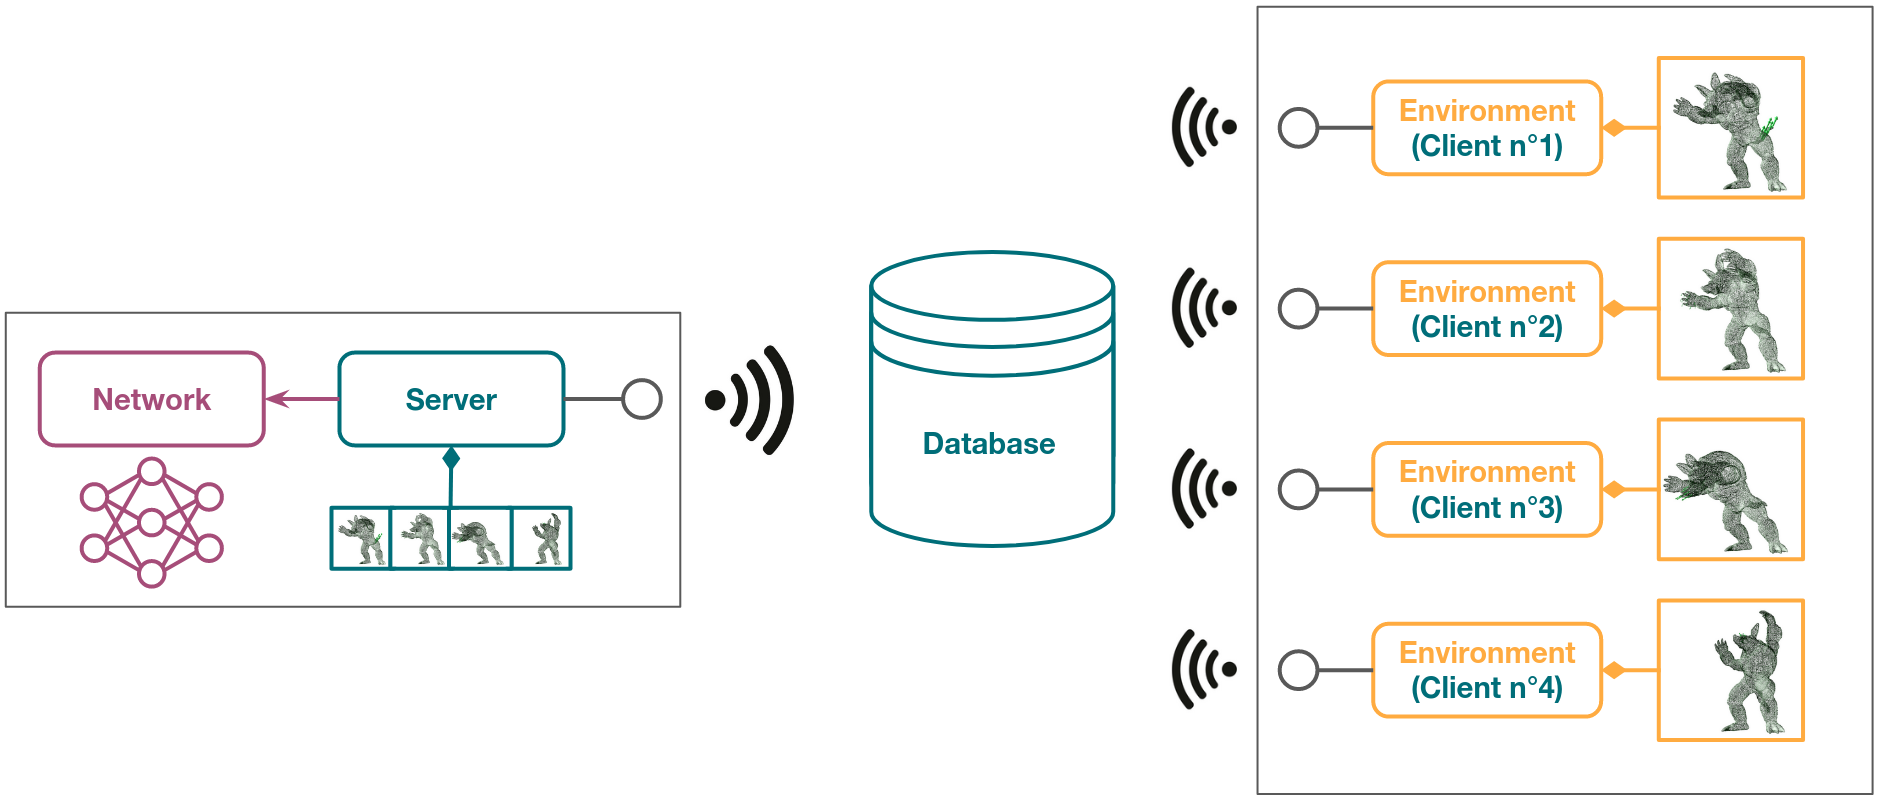 Network
Server
Database
Environment
(Client n°1)
Environment
(Client n°2)
Environment
(Client n°3)
Environment
(Client n°4)